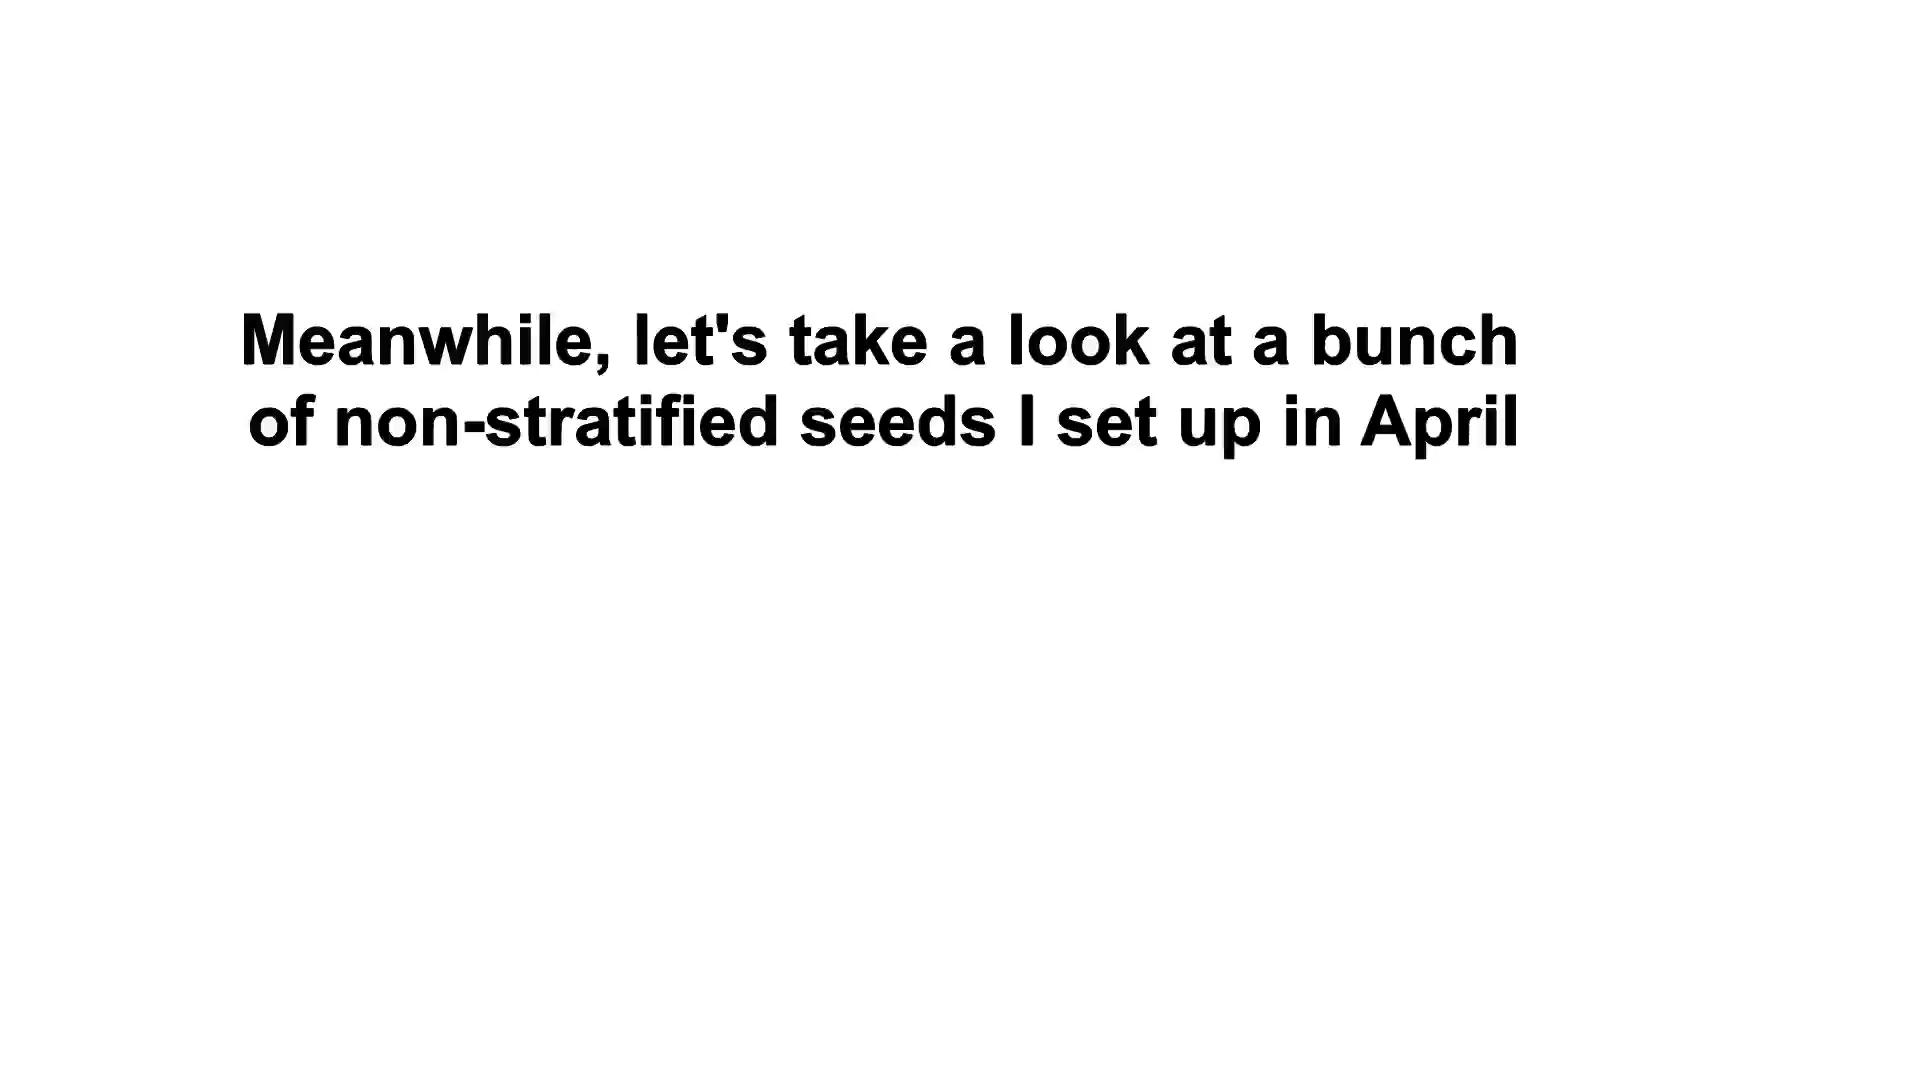 Meanwhile, let's take a look at a bunch
of non-stratified seeds I set up in April